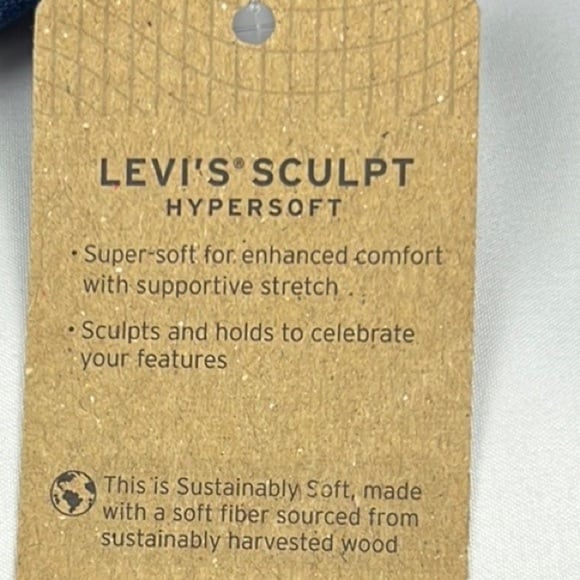 LEVI'S® SCULPT
HYPERSOFT
• Super-soft for enhanced comfort
with supportive stretch
• Sculpts and holds to celebrate
your features
This is Sustainably Soft, made
with a soft fiber sourced from
sustainably harvested wood